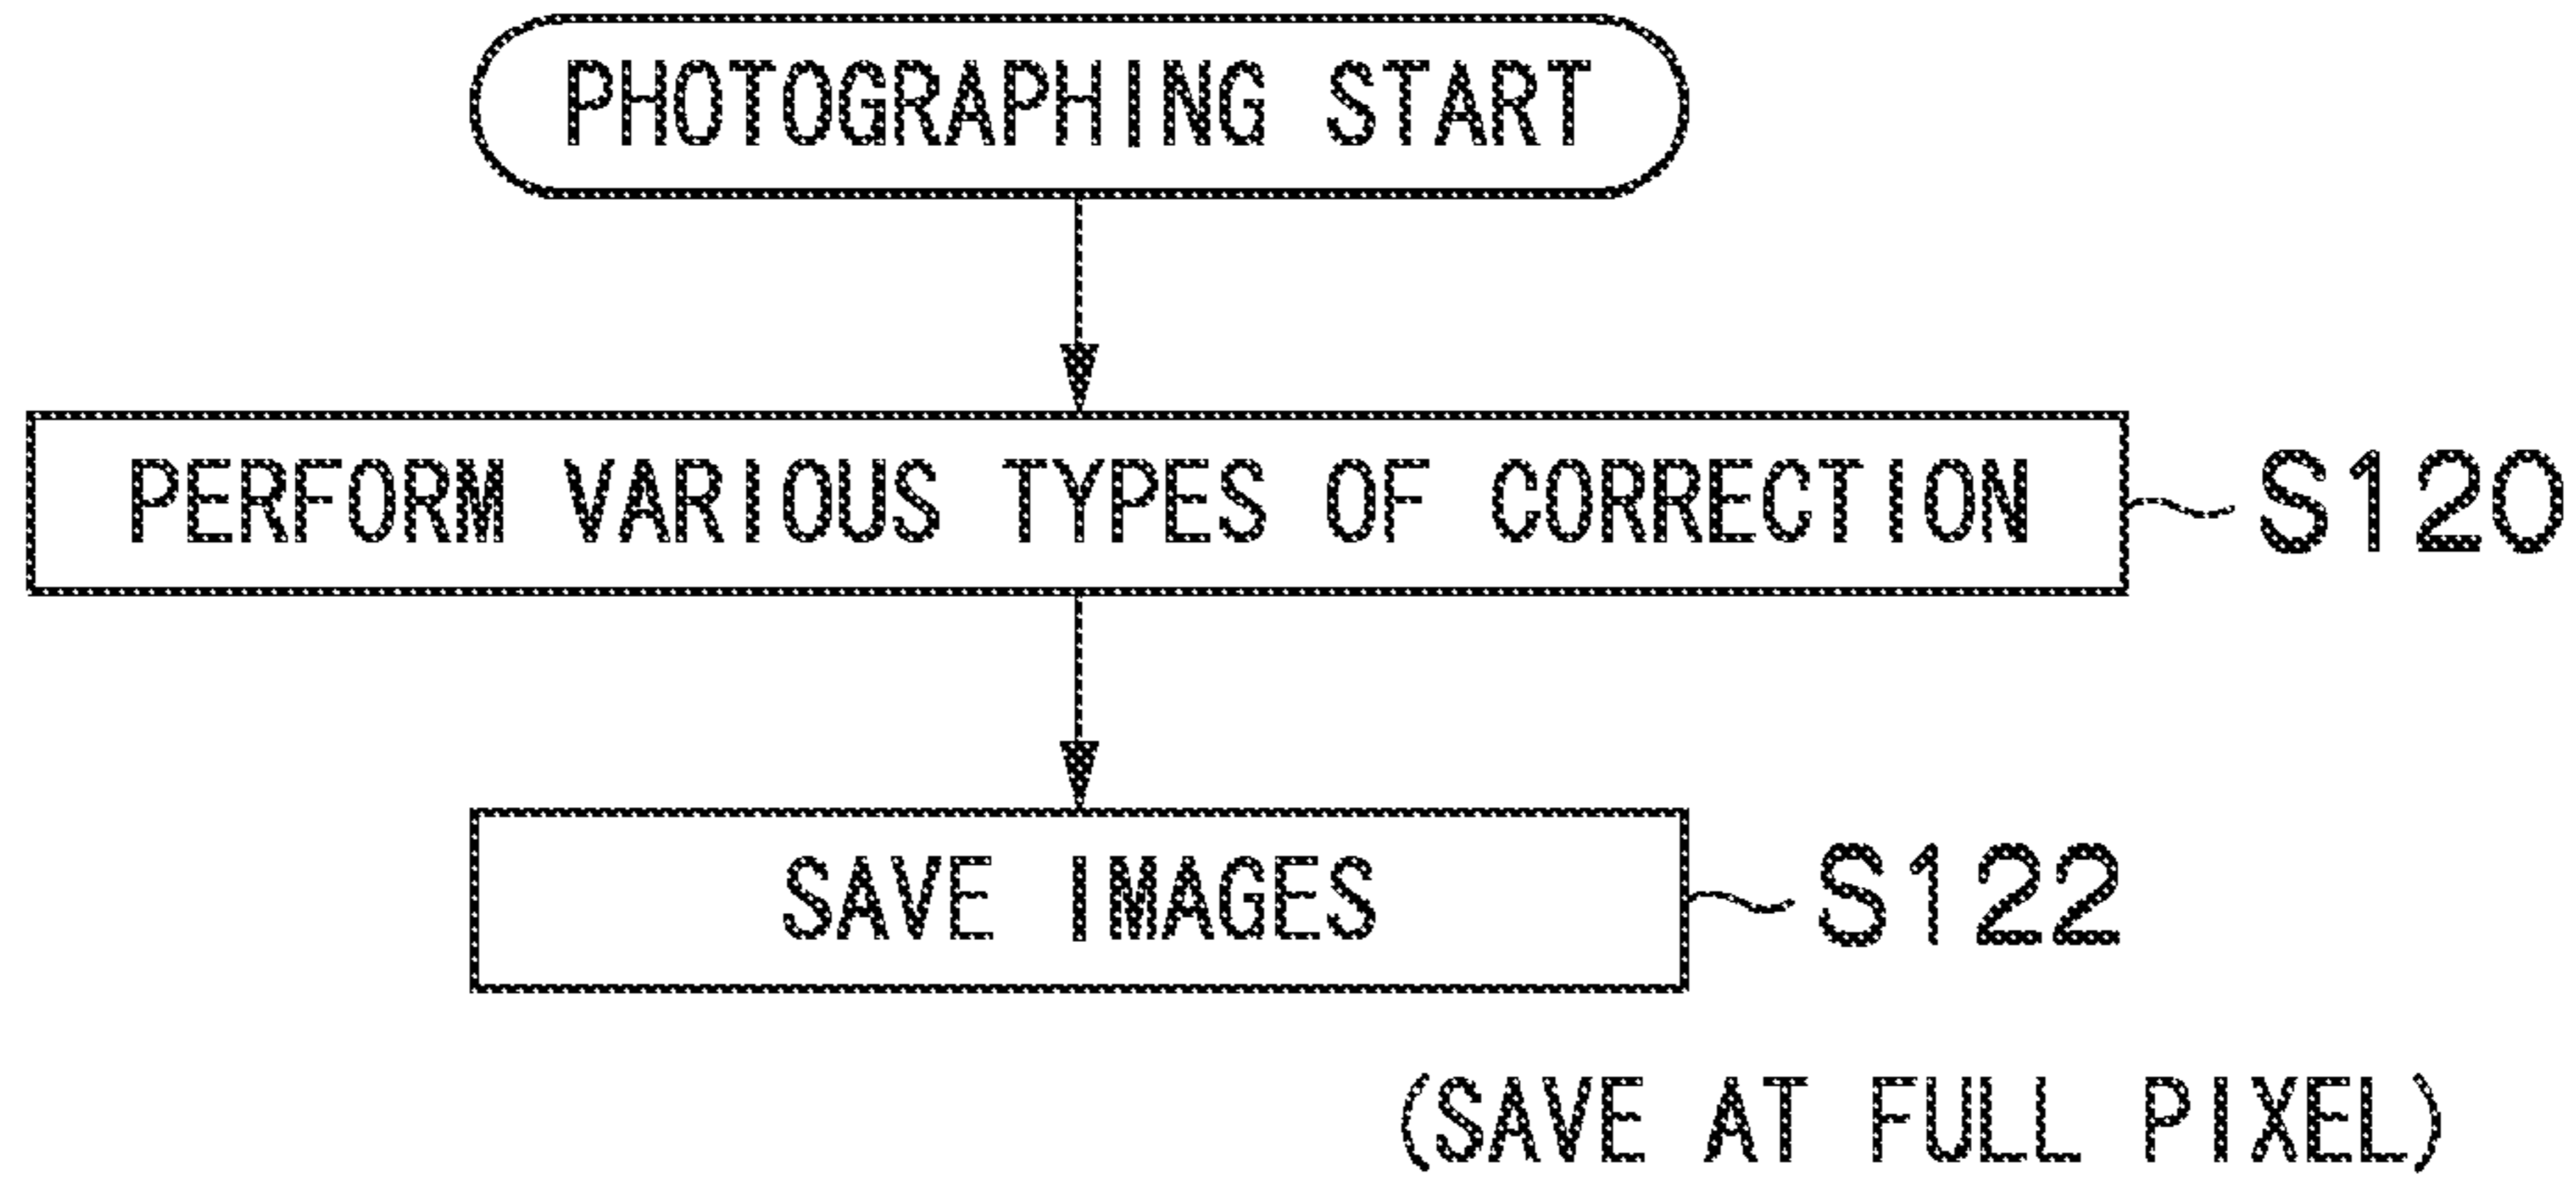 PHOTOGRAPHING START
PERFORM VARIOUS TYPES OF CORRECTION
S120
SAVE IMAGES
S122
(SAVE AT FULL PIXEL)